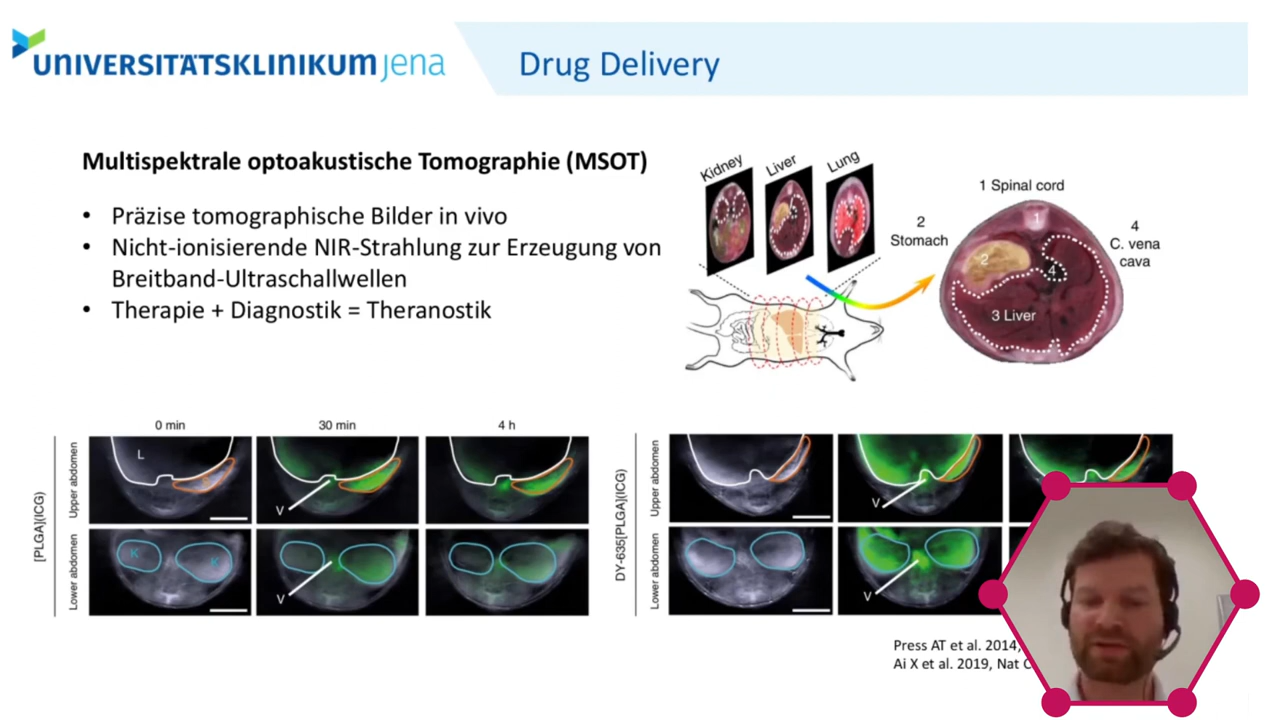 UNIVERSITÄTSKLINIKUM jena
Drug Delivery
Multispektrale optoakustische Tomographie (MSOT)
• Präzise tomographische Bilder in vivo
• Nicht-ionisierende NIR-Strahlung zur Erzeugung von
Breitband-Ultraschallwellen
• Therapie + Diagnostik = Theranostik
Kidney
Liver
Lung
1 Spinal cord
2
Stomach
4
C. vena
cava
1
2
4
3 Liver
0 min
30 min
4 h
[PLGA](ICG)
Upper abdomen
L
S
V
Lower abdomen
K
K
V
DY-635[PLGA](ICG)
Upper abdomen
V
Lower abdomen
V
Press AT et al. 2014,
Ai X et al. 2019, Nat